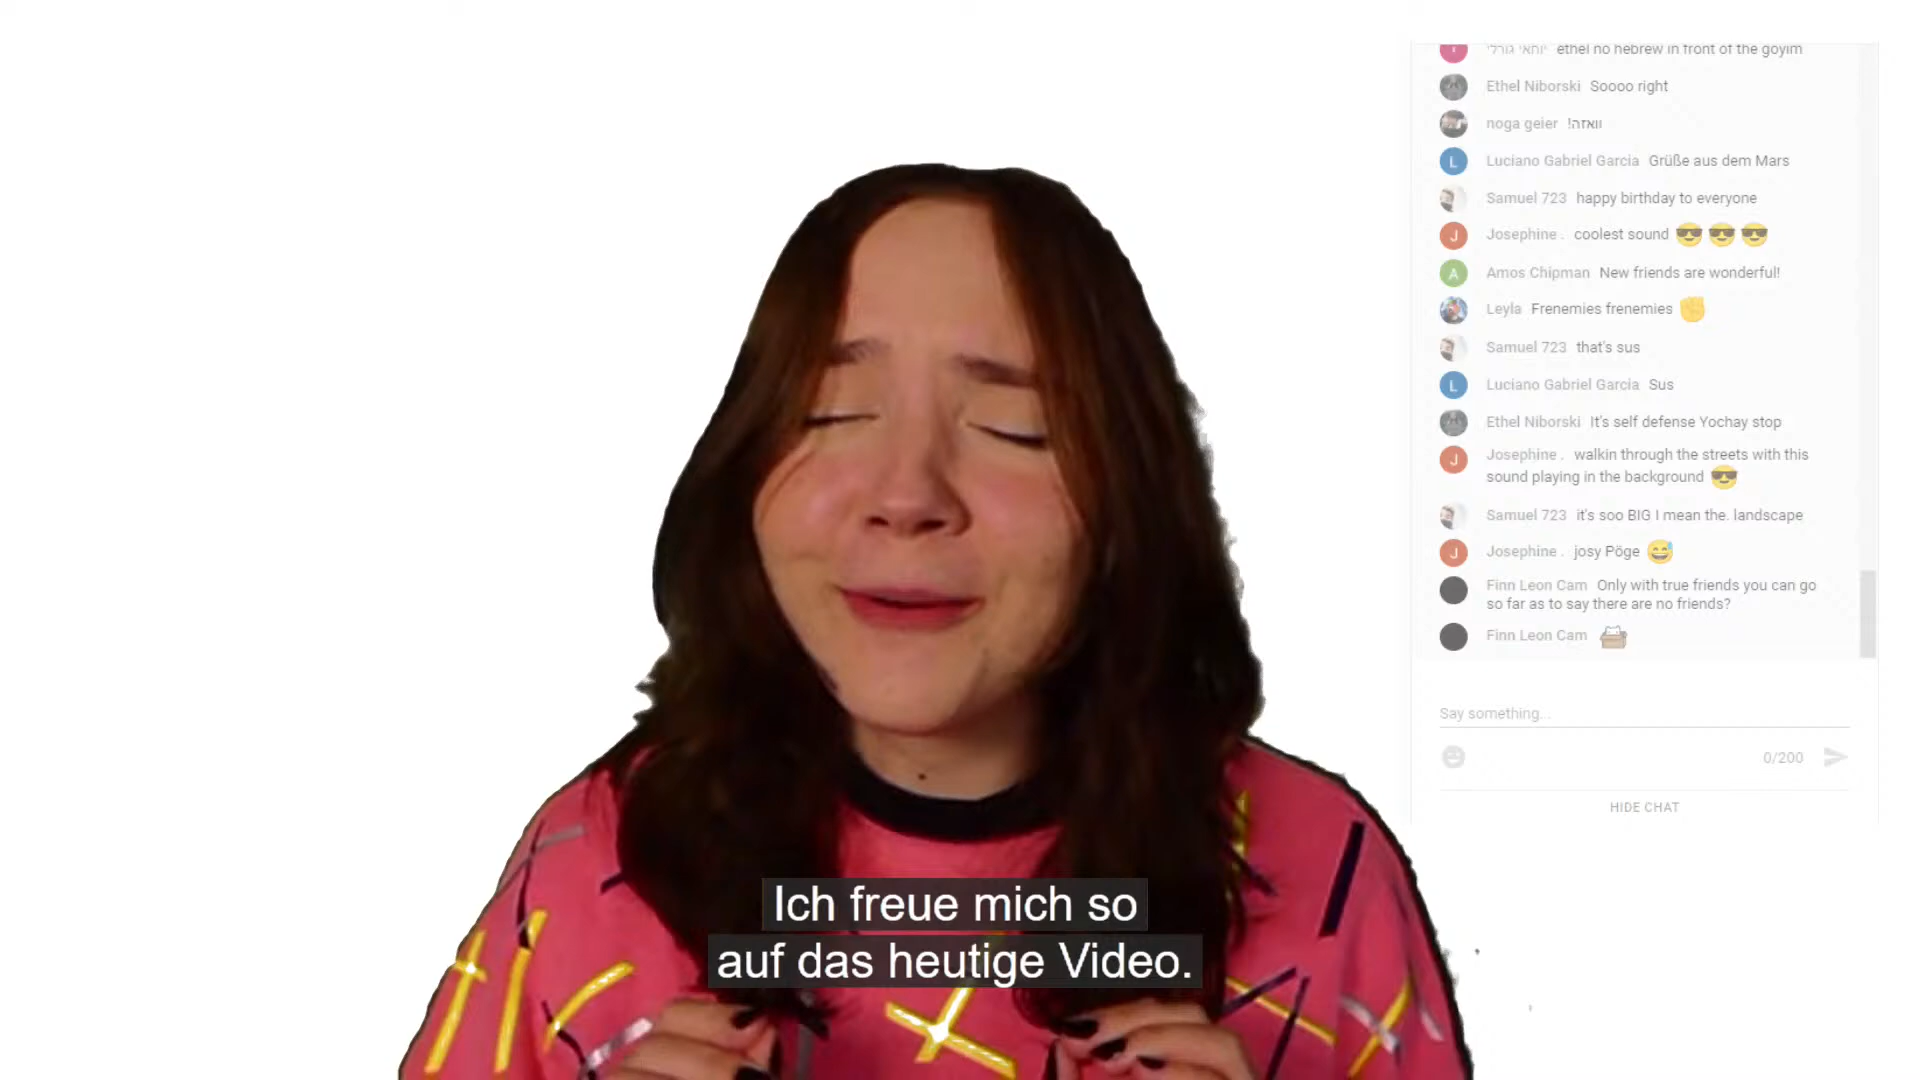 יוחאי גורלי ethel no hebrew in front of the goyim
Ethel Niborski Soooo right
noga geier וואזה!
L Luciano Gabriel Garcia Grüße aus dem Mars
Samuel 723 happy birthday to everyone
J Josephine . coolest sound 😎 😎 😎
A Amos Chipman New friends are wonderful!
Leyla Frenemies frenemies ✊
Samuel 723 that's sus
L Luciano Gabriel Garcia Sus
Ethel Niborski It's self defense Yochay stop
J Josephine . walkin through the streets with this
sound playing in the background 😎
Samuel 723 it's soo BIG I mean the. landscape
J Josephine . josy Pöge 😅
Finn Leon Cam Only with true friends you can go
so far as to say there are no friends?
Finn Leon Cam
Say something...
0/200
HIDE CHAT
Ich freue mich so
auf das heutige Video.